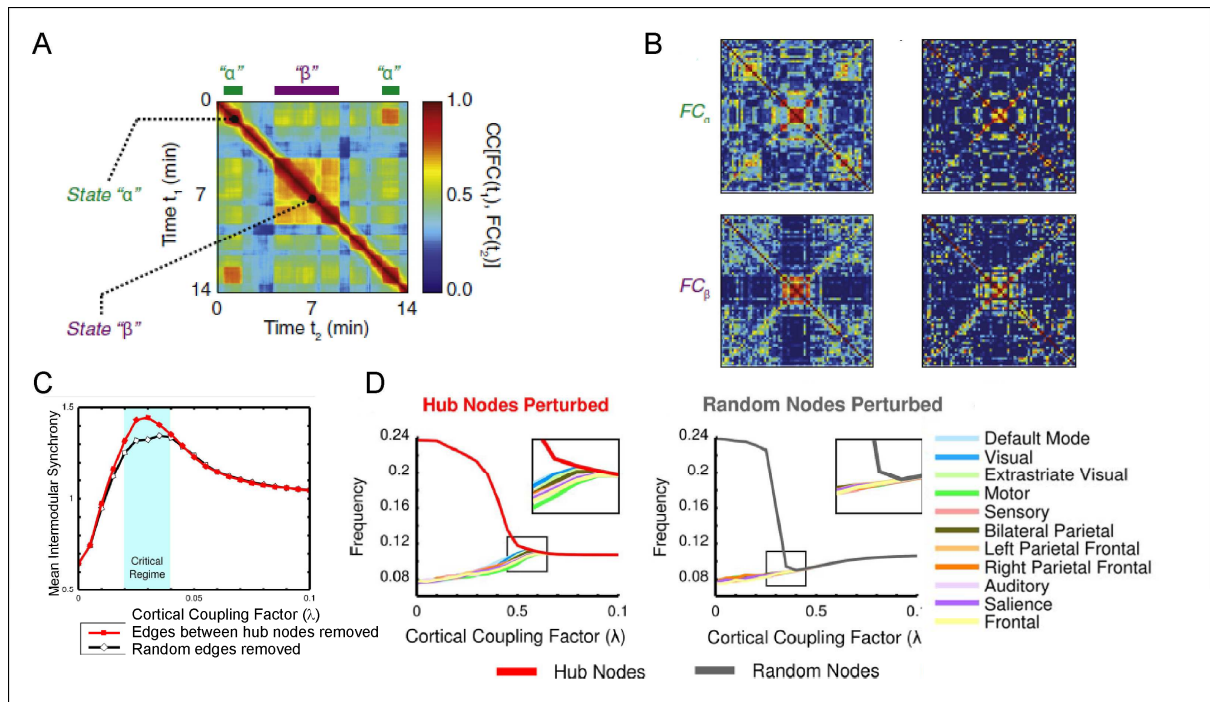 A
"α"
"β"
"α"
0
7
14
Time t1 (min)
0
7
14
Time t2 (min)
1.0
0.5
0.0
CC[FC(t1), FC(t2)]
State "α"
State "β"
B
FCα
FCβ
C
Mean Intermodular Synchrony
1.5
1
0.5
Critical
Regime
0
0.05
0.1
Cortical Coupling Factor (λ)
Edges between hub nodes removed
Random edges removed
D
Hub Nodes Perturbed
Frequency
0.24
0.2
0.16
0.12
0.08
0
0.5
0.1
Cortical Coupling Factor (λ)
Hub Nodes
Random Nodes Perturbed
Frequency
0.24
0.2
0.16
0.12
0.08
0
0.5
0.1
Cortical Coupling Factor (λ)
Random Nodes
Default Mode
Visual
Extrastriate Visual
Motor
Sensory
Bilateral Parietal
Left Parietal Frontal
Right Parietal Frontal
Auditory
Salience
Frontal